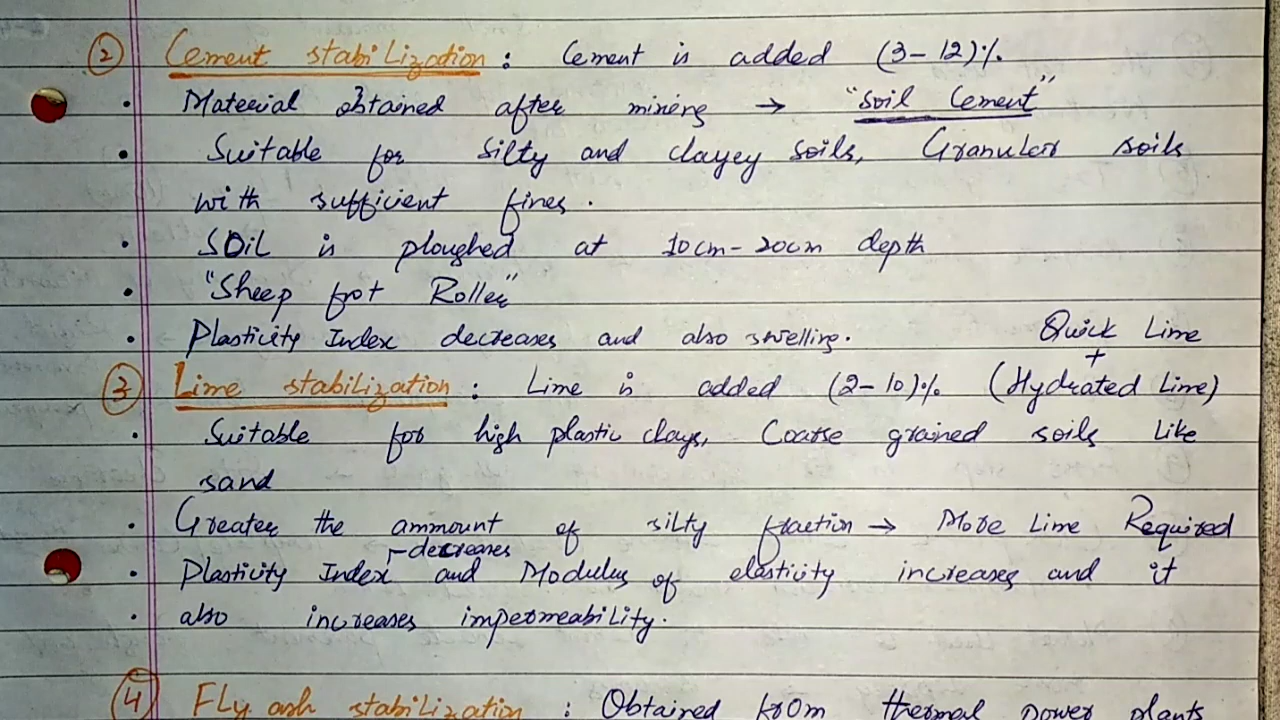 ② Cement stabilization : Cement is added (3-12)%
• Material obtained after mixing → "Soil Cement"
• Suitable for silty and clayey soils, Granular soils
with sufficient fines.
• Soil is ploughed at 10cm-20cm depth
• "Sheep foot Roller"
• Plasticity Index decreases and also swelling.
Quick Lime
+
③ Lime stabilization : Lime is added (2-10)% (Hydrated Lime)
• Suitable for high plastic clays, Coarse grained soils like
sand
• Greater the ammount of silty fraction → More Lime Required
decreases
• Plasticity Index and Modulus of elasticity increases and it
• also increases impermeability.
④ Fly ash stabilization : Obtained from thermal power plants